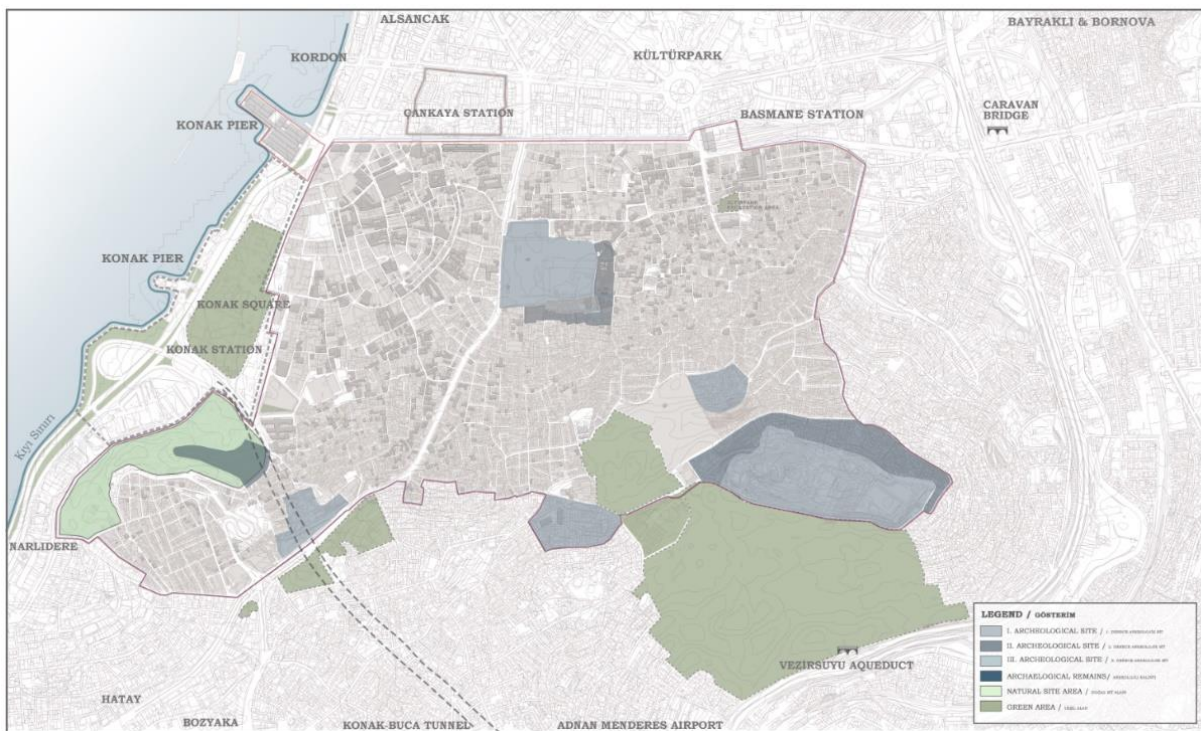 ALSANCAK
BAYRAKLI & BORNOVA
KORDON
KÜLTÜRPARK
ÇANKAYA STATION
BASMANE STATION
CARAVAN
BRIDGE
KONAK PIER
KONAK PIER
KONAK SQUARE
KONAK STATION
Kıyı Sınırı
NARLIDERE
HATAY
BOZYAKA
KONAK-BUCA TUNNEL
ADNAN MENDERES AIRPORT
VEZIRSUYU AQUEDUCT
LEGEND / GÖSTERİM
I. ARCHEOLOGICAL SITE /
II. ARCHEOLOGICAL SITE /
III. ARCHEOLOGICAL SITE /
ARCHAELOGICAL REMAINS/
NATURAL SITE AREA /
GREEN AREA /